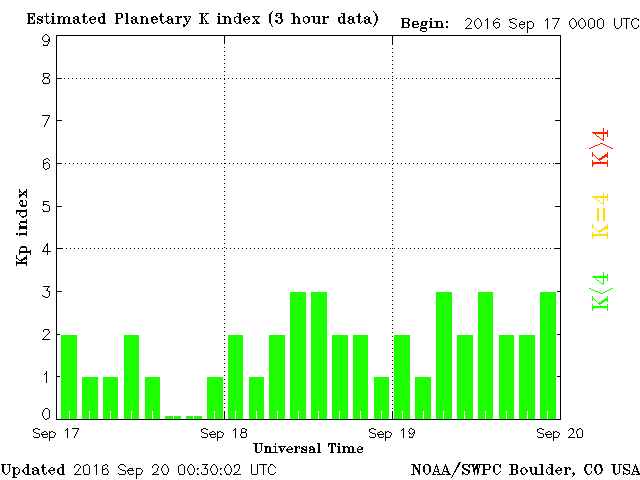 Estimated Planetary K index (3 hour data) Begin: 2016 Sep 17 0000 UTC
9
8
7
6
5
4
3
2
1
0
Kp index
K>4
K=4
K<4
Sep 17 Sep 18 Sep 19 Sep 20
Universal Time
Updated 2016 Sep 20 00:30:02 UTC NOAA/SWPC Boulder, CO USA